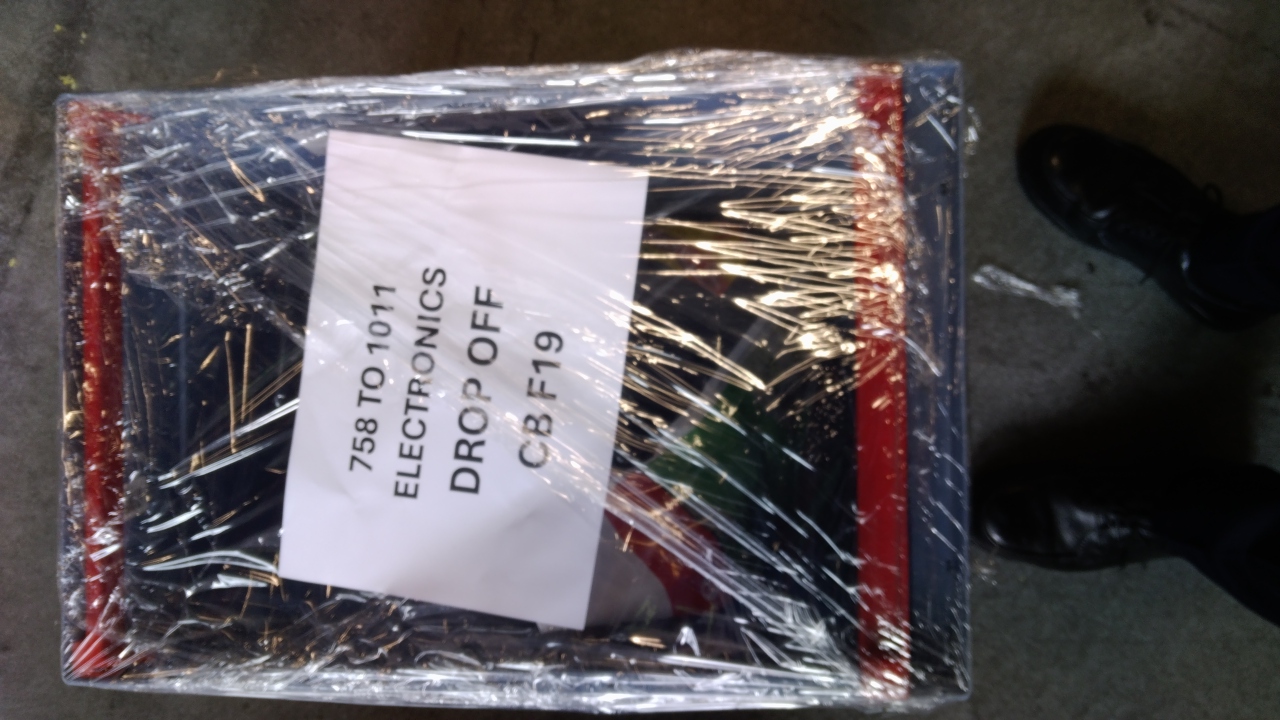 758 TO 1011
ELECTRONICS
DROP OFF
CB F19